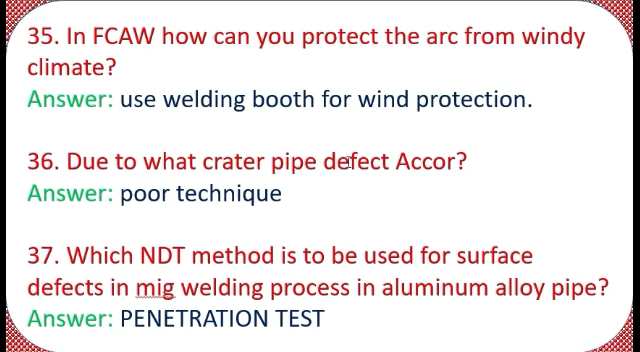 35. In FCAW how can you protect the arc from windy
climate?
Answer: use welding booth for wind protection.
36. Due to what crater pipe defect Accor?
Answer: poor technique
37. Which NDT method is to be used for surface
defects in mig welding process in aluminum alloy pipe?
Answer: PENETRATION TEST